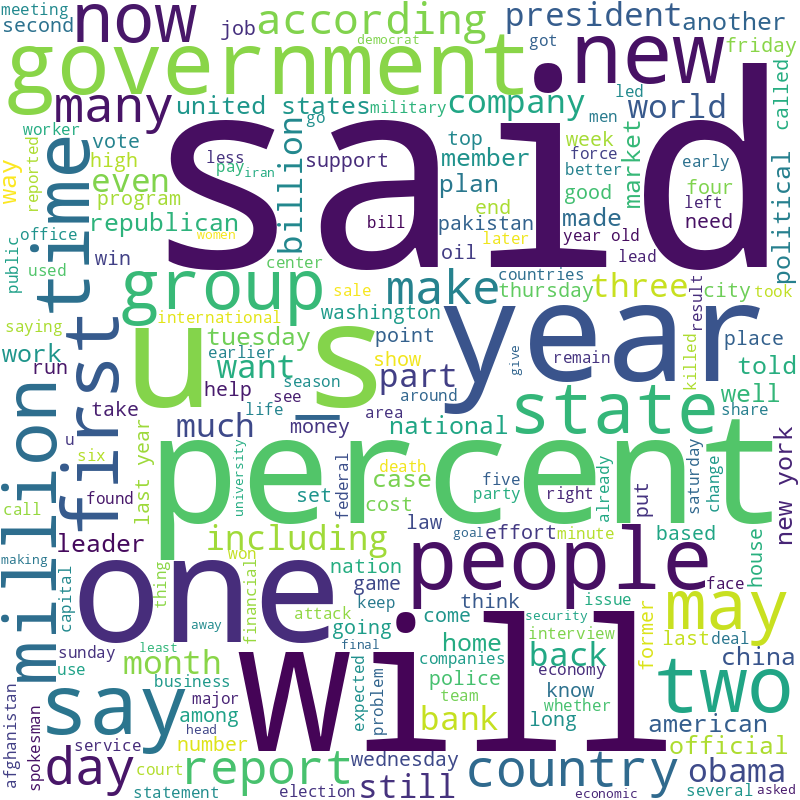 meeting
second
now
job
according
democrat
president
another
got
friday
government
new
many
united states
military
company
world
led
men
called
said
worker
vote
go
top
week
force
early
less
billion
support
member
market
better
way
reported
high
even
pay
iran
plan
good
four
political
time
program
end
made
left
need
republican
bill
pakistan
office
women
later
year old
public
win
center
oil
lead
used
countries
group
make
thursday
three
city
took
million
first
international
sale
washington
year
result
saying
u_s
tuesday
point
place
work
earlier
show
remain
killed
told
run
want
part
help
season
give
state
well
take
see
life
around
share
u
much
money
area
national
last year
six
percent
death
five
already
saturday
change
new york
call
university
federal
case
party
right
put
found
set
cost
law
goal
minute
leader
including
won
effort
based
making
nation
people
house
one
game
face
capital
thing
financial
attack
keep
think
issue
may
come
security
least
away
going
interview
former
last
deal
sunday
month
final
home
back
china
use
will
companies
economy
say
business
expected
problem
police
know
whether
two
afghanistan
spokesman
major
team
among
bank
long
american
head
number
service
day
report
wednesday
country
official
court
still
obama
statement
election
economic
several
asked